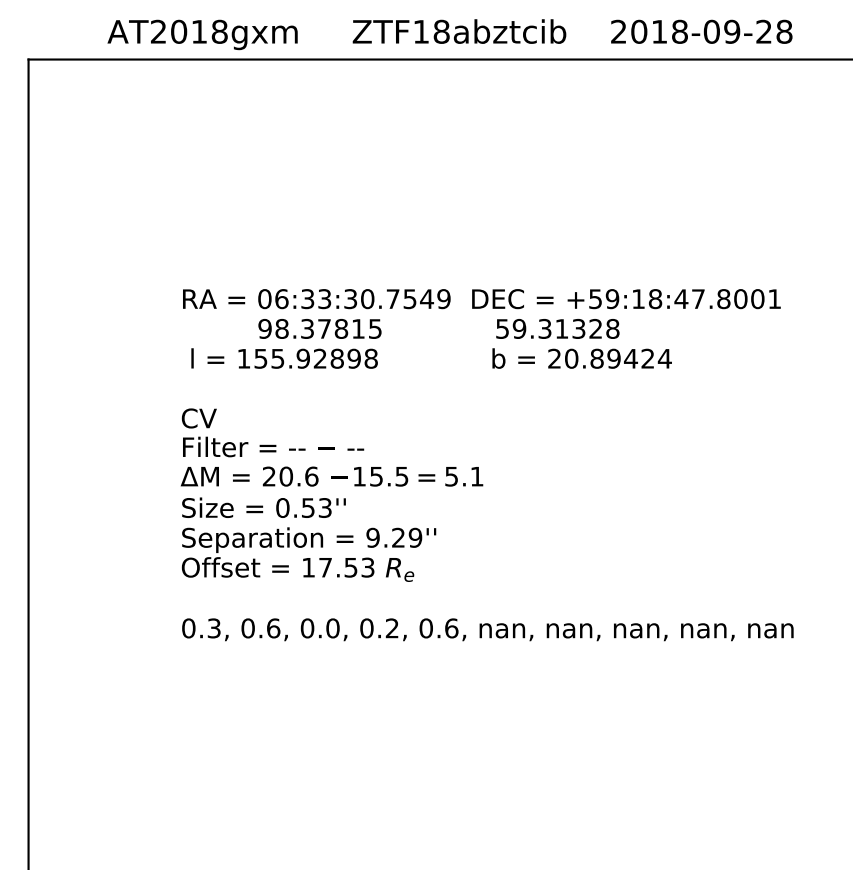 AT2018gxm ZTF18abztcib 2018-09-28
RA = 06:33:30.7549 DEC = +59:18:47.8001
98.37815 59.31328
l = 155.92898 b = 20.89424
CV
Filter = -- − --
ΔM = 20.6 −15.5 = 5.1
Size = 0.53''
Separation = 9.29''
Offset = 17.53 Re
0.3, 0.6, 0.0, 0.2, 0.6, nan, nan, nan, nan, nan